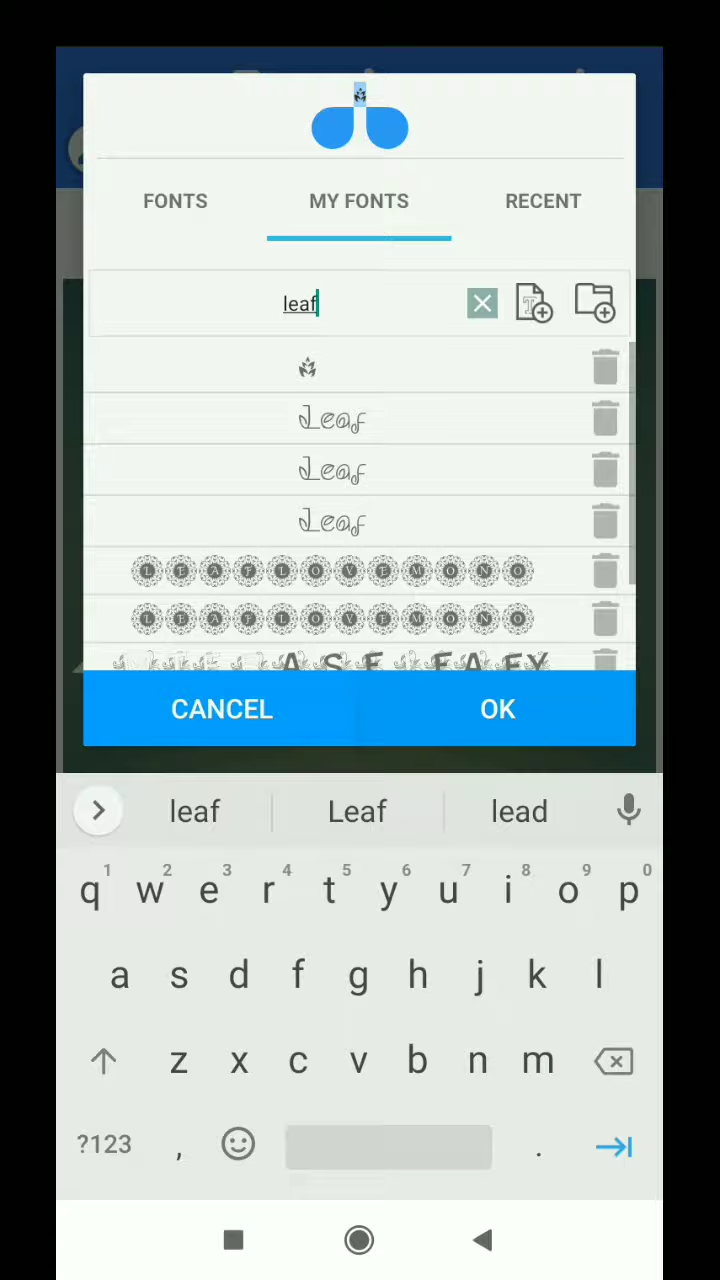 FONTS MY FONTS RECENT
leaf
Leaf
Leaf
Leaf
LEAFLOVEMONO
LEAFLOVEMONO
CANCEL OK
leaf Leaf lead
1 2 3 4 5 6 7 8 9 0
q w e r t y u i o p
a s d f g h j k l
z x c v b n m
?123 , .